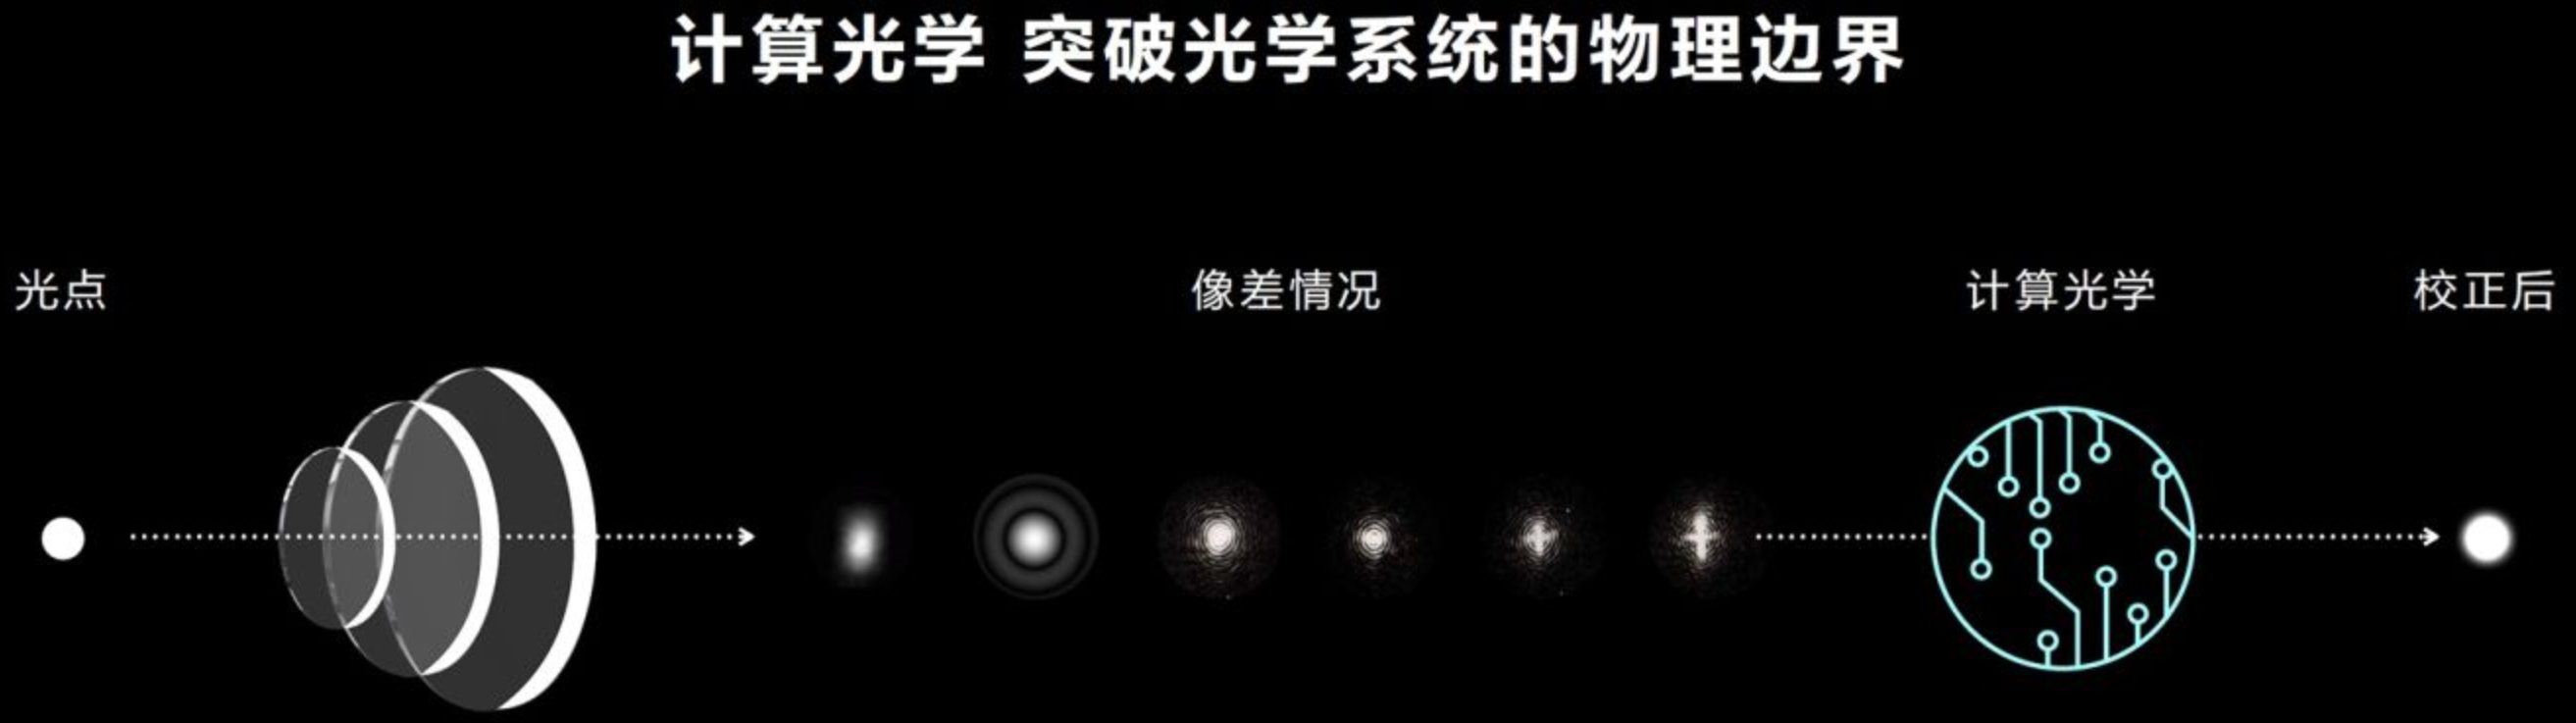 计算光学 突破光学系统的物理边界
光点
像差情况
计算光学
校正后